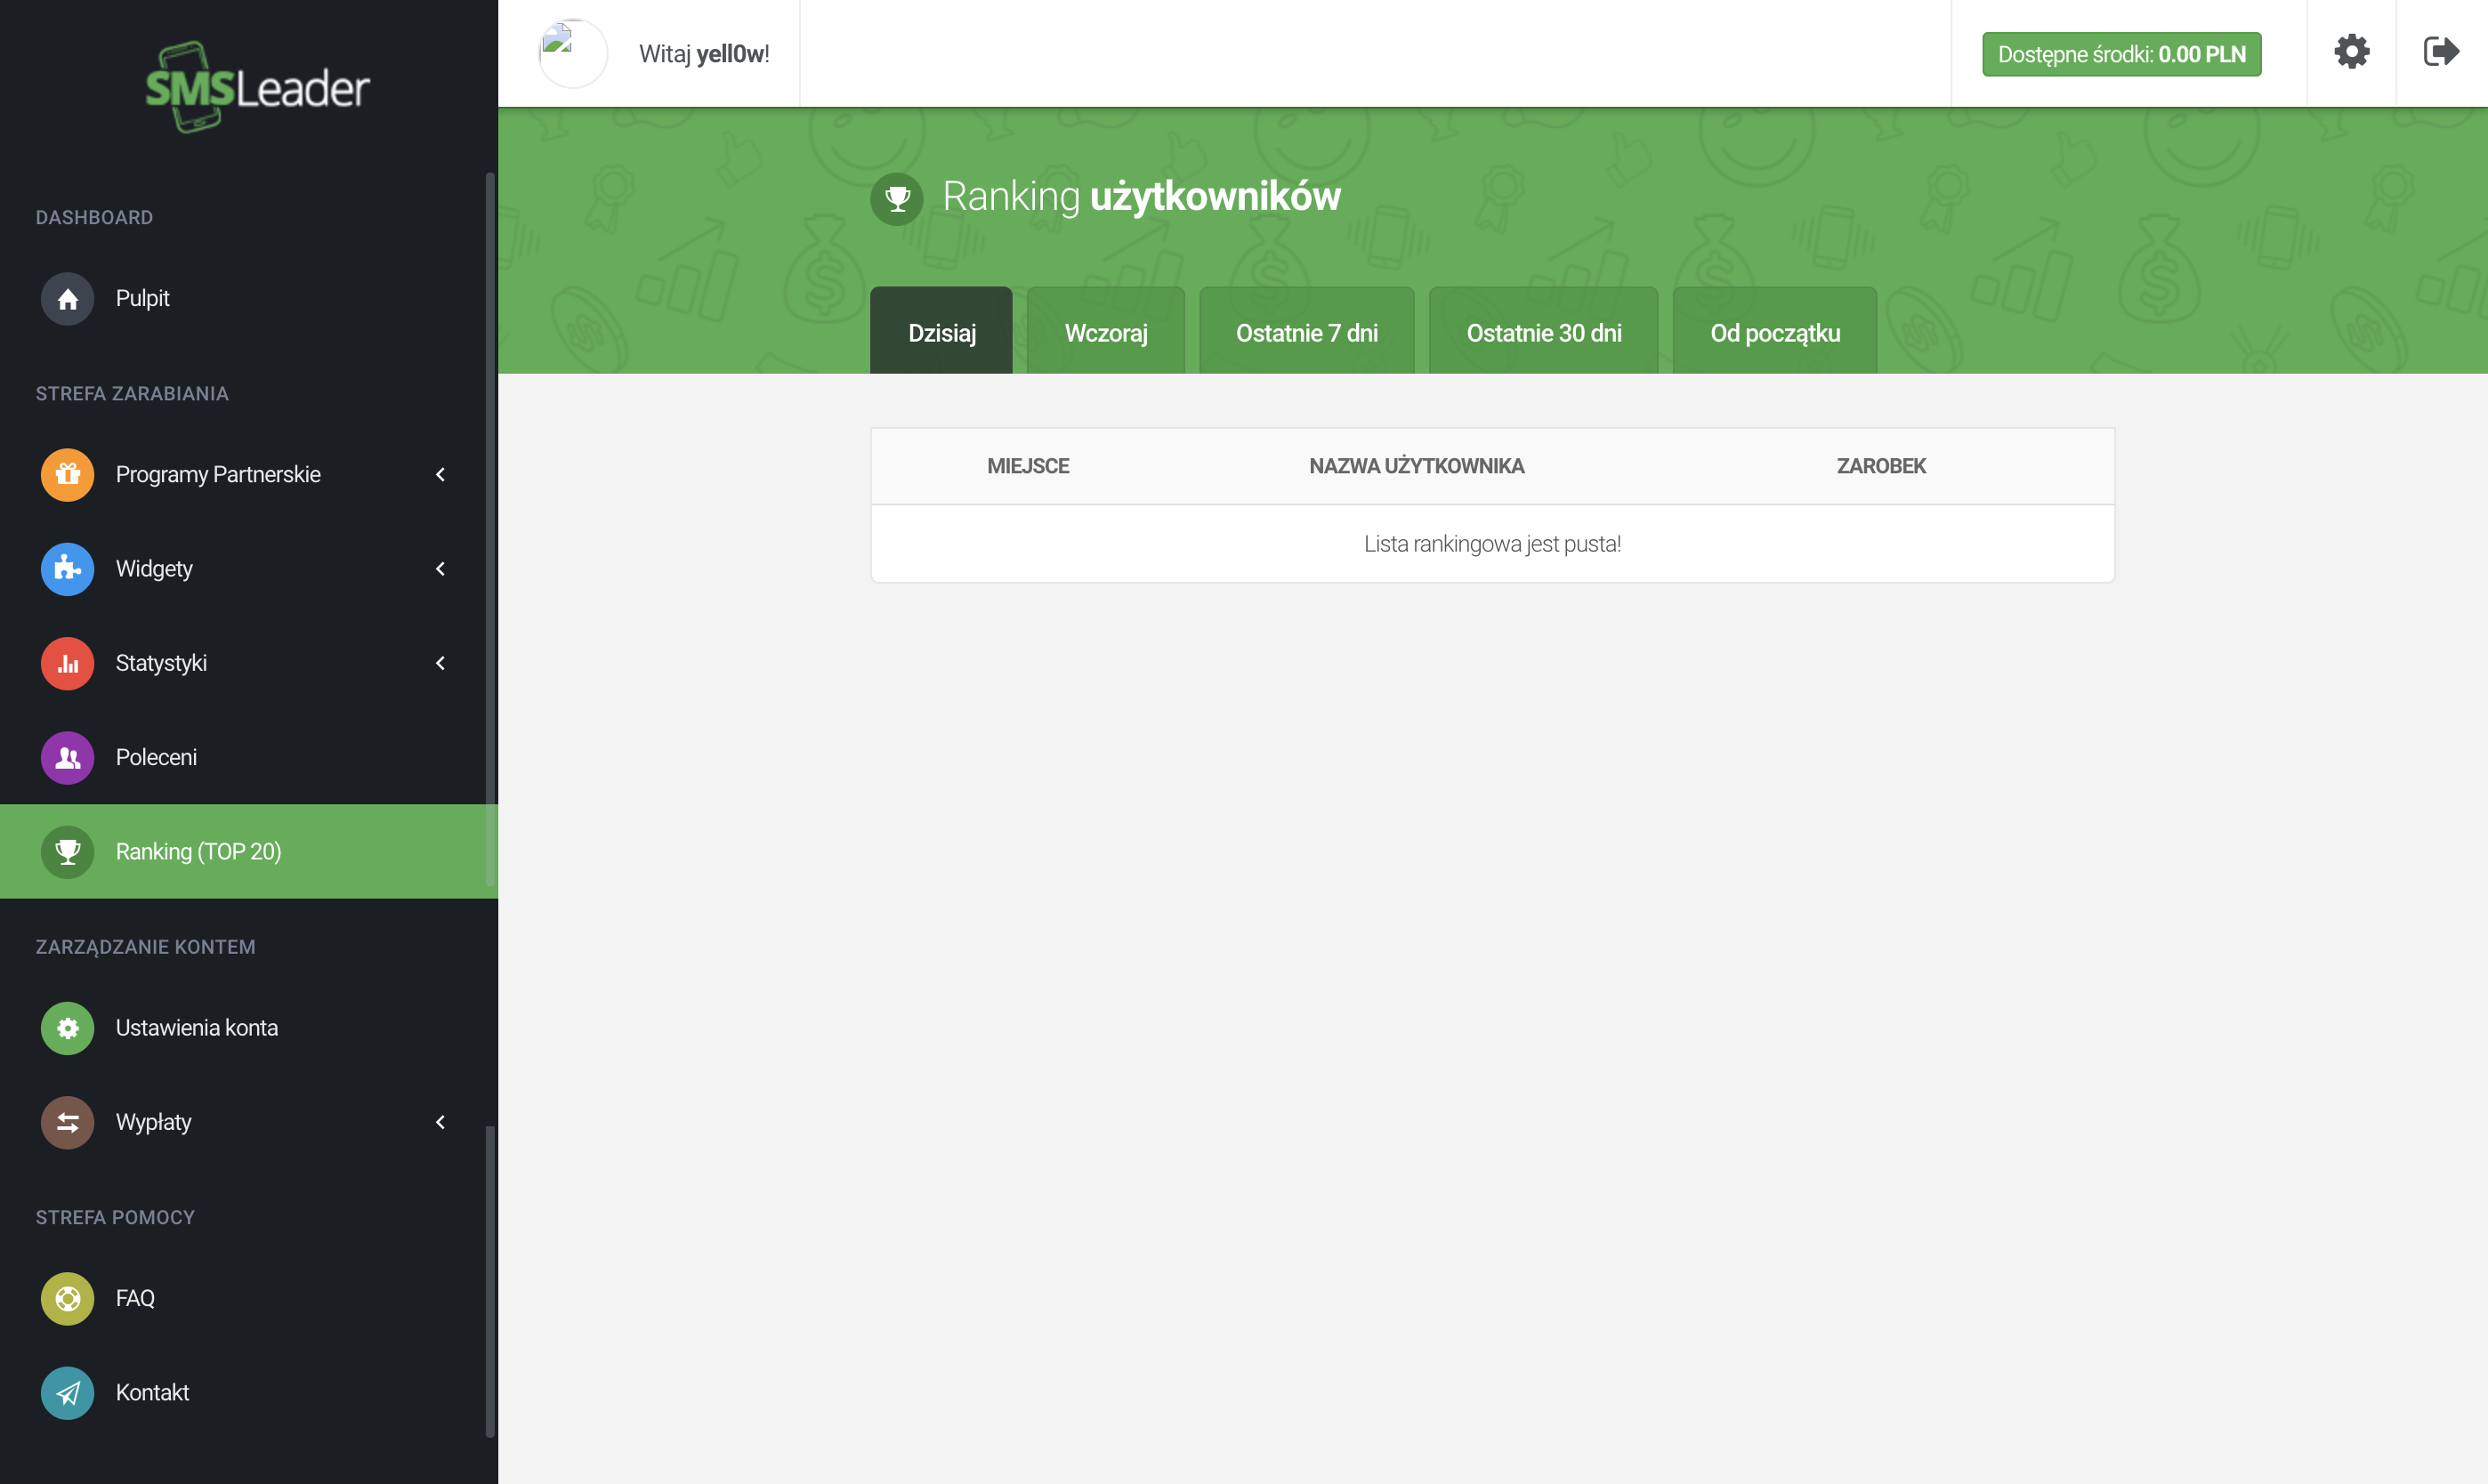 SMSLeader
DASHBOARD
Pulpit
STREFA ZARABIANIA
Programy Partnerskie
Widgety
Statystyki
Poleceni
Ranking (TOP 20)
ZARZĄDZANIE KONTEM
Ustawienia konta
Wypłaty
STREFA POMOCY
FAQ
Kontakt
Witaj yell0w!
Dostępne środki: 0.00 PLN
Ranking użytkowników
Dzisiaj
Wczoraj
Ostatnie 7 dni
Ostatnie 30 dni
Od początku
MIEJSCE
NAZWA UŻYTKOWNIKA
ZAROBEK
Lista rankingowa jest pusta!